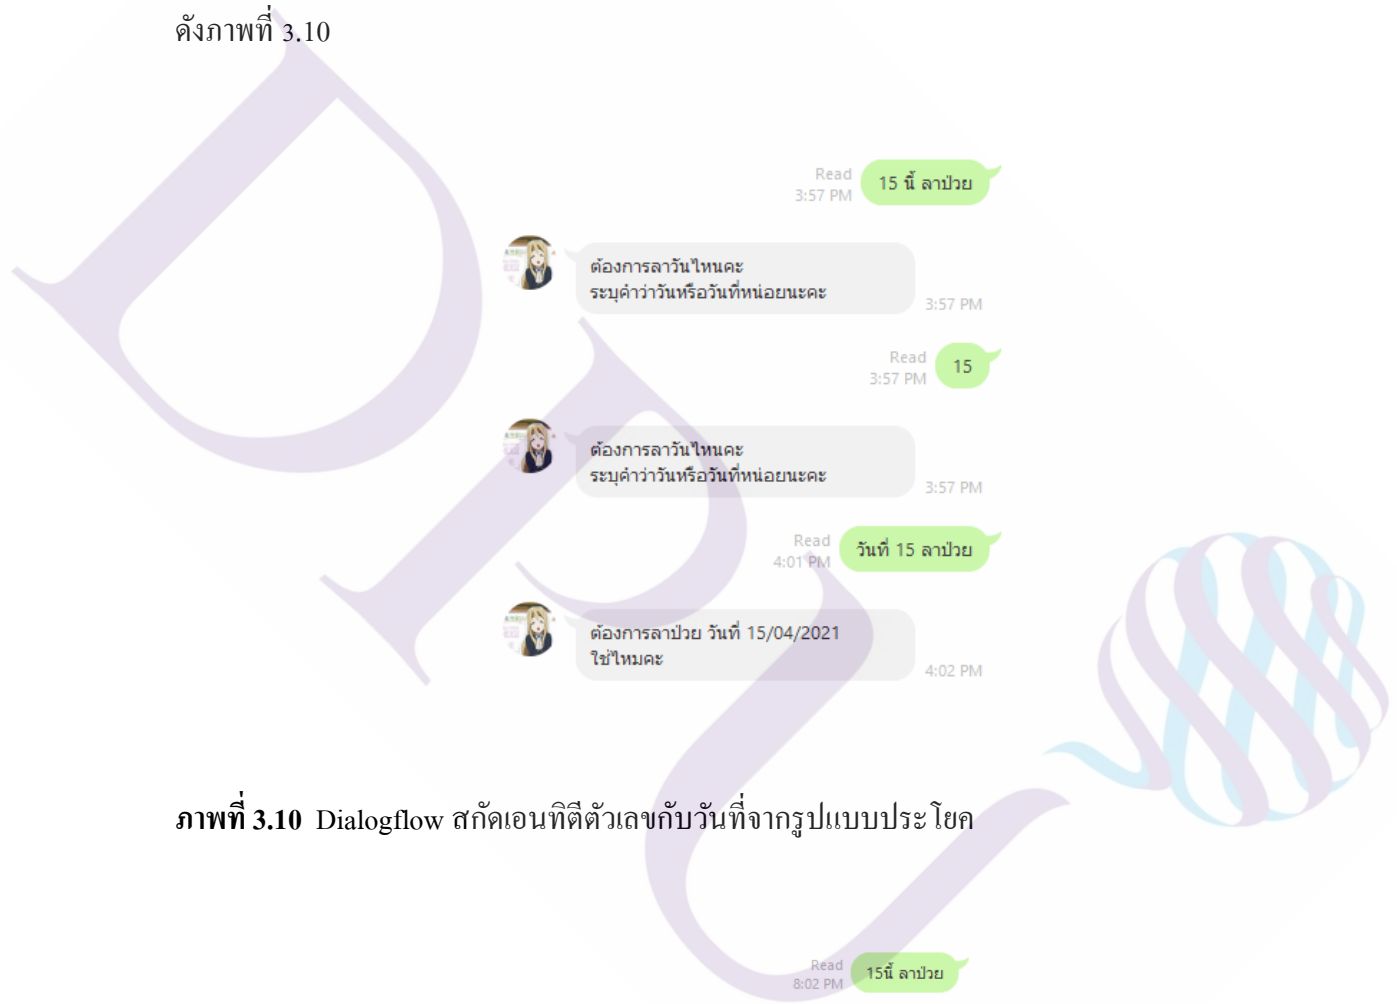 ดังภาพที่ 3.10
Read
3:57 PM
15 นี้ ลาป่วย
ต้องการลาวันไหนคะ
ระบุคำว่าวันหรือวันที่หน่อยนะคะ
3:57 PM
Read
3:57 PM
15
ต้องการลาวันไหนคะ
ระบุคำว่าวันหรือวันที่หน่อยนะคะ
3:57 PM
Read
4:01 PM
วันที่ 15 ลาป่วย
ต้องการลาป่วย วันที่ 15/04/2021
ใช่ไหมคะ
4:02 PM
ภาพที่ 3.10 Dialogflow สกัดเอนทิตีตัวเลขกับวันที่จากรูปแบบประโยค
Read
8:02 PM
15นี้ ลาป่วย
DPU